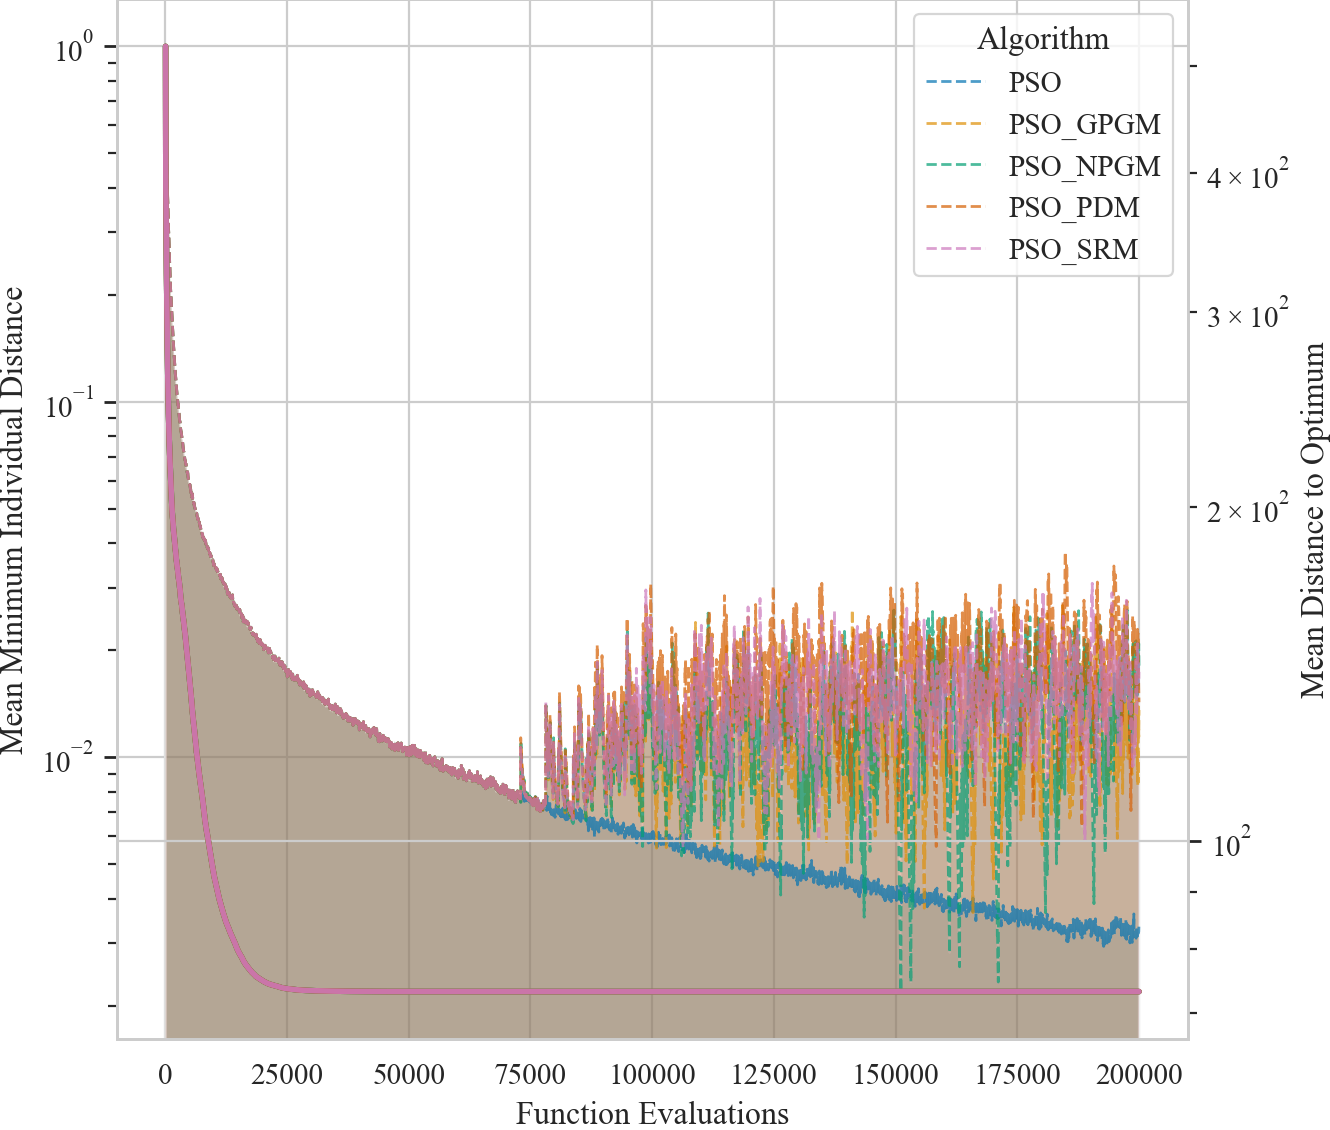 Algorithm
PSO
PSO_GPGM
PSO_NPGM
PSO_PDM
PSO_SRM
10^0
10^−1
10^−2
Mean Minimum Individual Distance
4 × 10^2
3 × 10^2
2 × 10^2
10^2
Mean Distance to Optimum
0 25000 50000 75000 100000 125000 150000 175000 200000
Function Evaluations